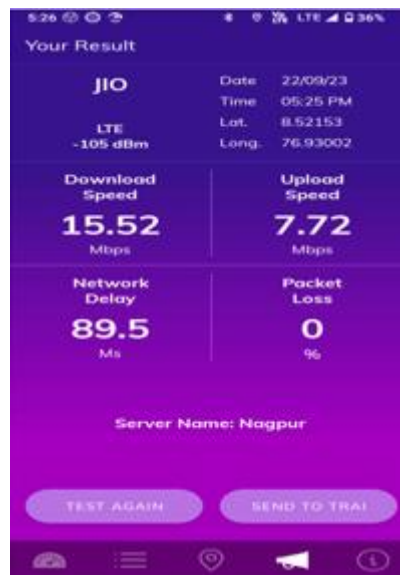 5:26 LTE 36%
Your Result
JIO
LTE
-105 dBm
Date 22/09/23
Time 05:25 PM
Lat. 8.52153
Long. 76.93002
Download
Speed
15.52
Mbps
Upload
Speed
7.72
Mbps
Network
Delay
89.5
Ms
Packet
Loss
0
%
Server Name: Nagpur
TEST AGAIN
SEND TO TRAI